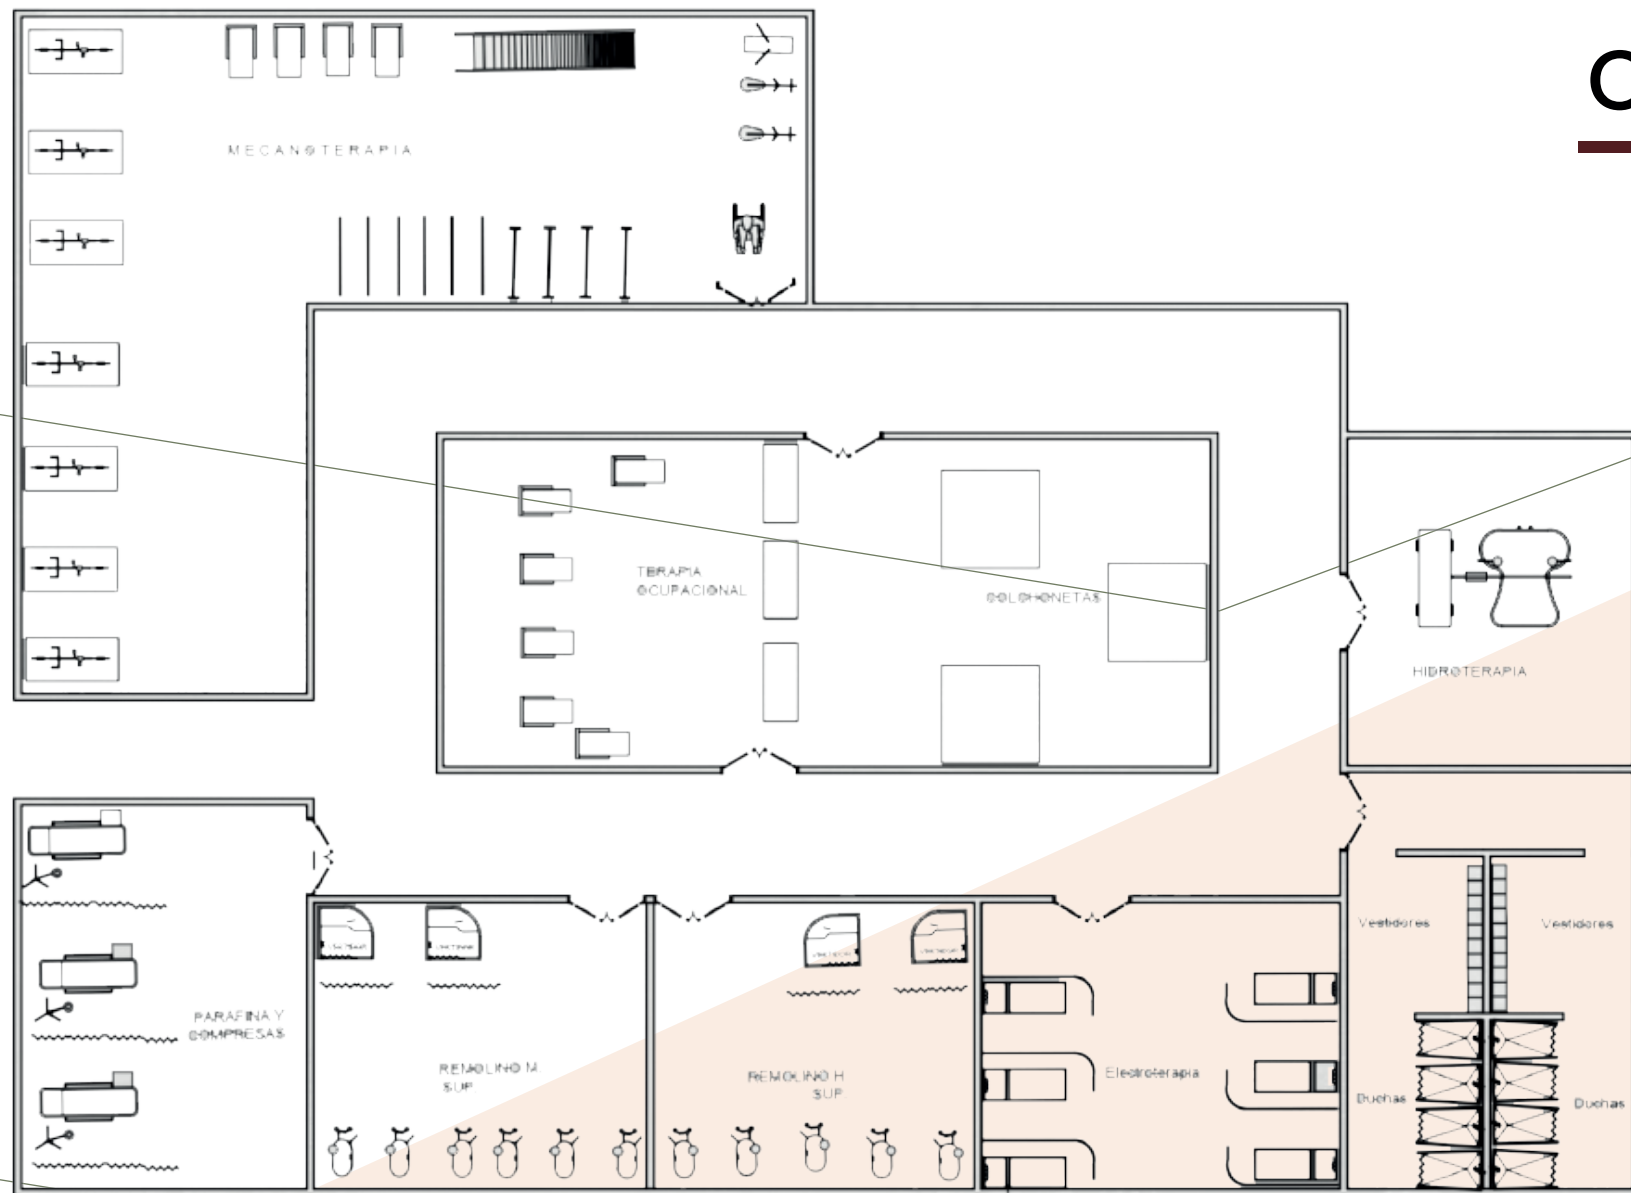 MECANOTERAPIA
TERAPIA
OCUPACIONAL
COLCHONETAS
HIDROTERAPIA
Vestidores
Vestidores
PARAFINA Y
COMPRESAS
REMOLINO M.
SUP
REMOLINO H
SUP
Electroterapia
Duchas
Duchas